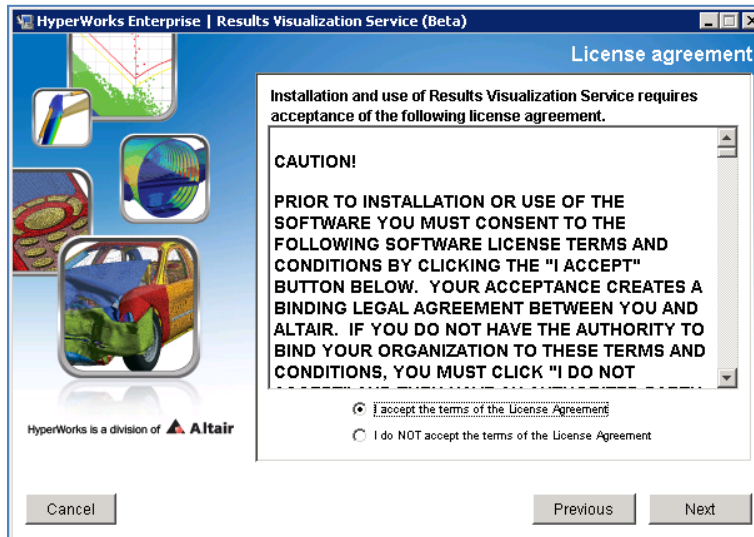 HyperWorks Enterprise | Results Visualization Service (Beta)
License agreement
Installation and use of Results Visualization Service requires
acceptance of the following license agreement.
CAUTION!
PRIOR TO INSTALLATION OR USE OF THE
SOFTWARE YOU MUST CONSENT TO THE
FOLLOWING SOFTWARE LICENSE TERMS AND
CONDITIONS BY CLICKING THE "I ACCEPT"
BUTTON BELOW. YOUR ACCEPTANCE CREATES A
BINDING LEGAL AGREEMENT BETWEEN YOU AND
ALTAIR. IF YOU DO NOT HAVE THE AUTHORITY TO
BIND YOUR ORGANIZATION TO THESE TERMS AND
CONDITIONS, YOU MUST CLICK "I DO NOT
I accept the terms of the License Agreement
I do NOT accept the terms of the License Agreement
HyperWorks is a division of Altair
Cancel
Previous
Next